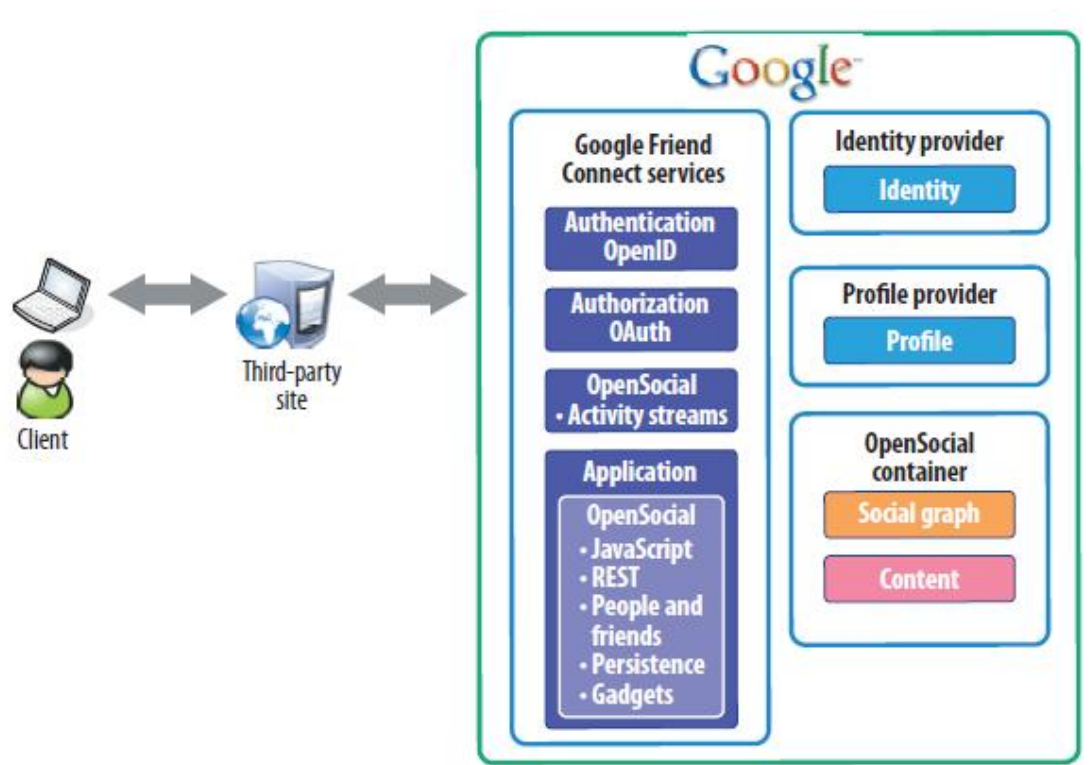 Google™
Google Friend
Connect services
Authentication
OpenID
Authorization
OAuth
OpenSocial
• Activity streams
Application
OpenSocial
• JavaScript
• REST
• People and
friends
• Persistence
• Gadgets
Identity provider
Identity
Profile provider
Profile
OpenSocial
container
Social graph
Content
Third-party
site
Client